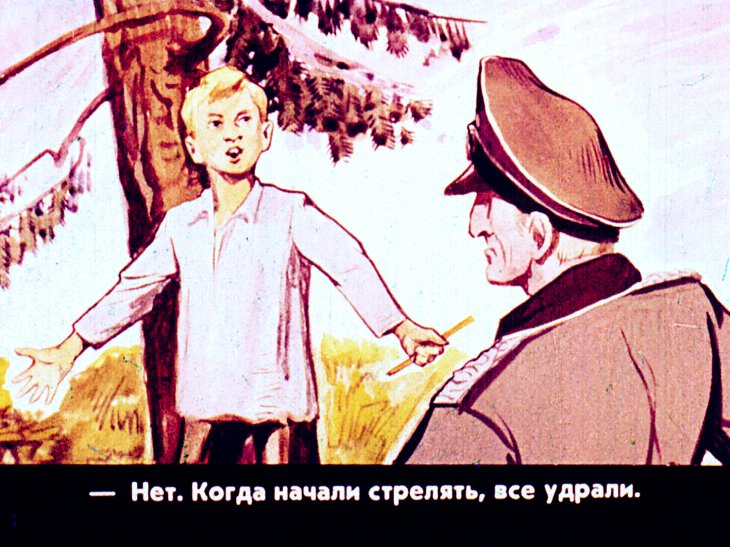 — Нет. Когда начали стрелять, все удрали.